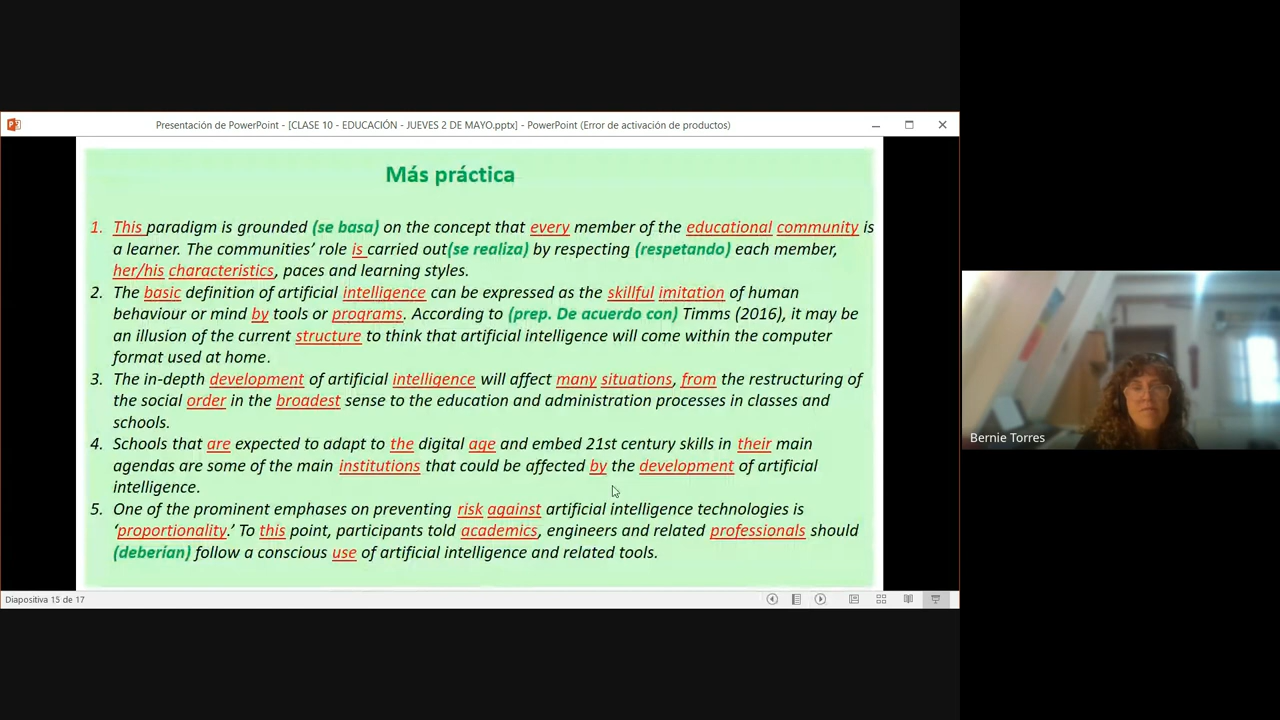 Presentación de PowerPoint - [CLASE 10 - EDUCACIÓN - JUEVES 2 DE MAYO.pptx] - PowerPoint (Error de activación de productos)
Más práctica
1. This paradigm is grounded (se basa) on the concept that every member of the educational community is
a learner. The communities’ role is carried out(se realiza) by respecting (respetando) each member,
her/his characteristics, paces and learning styles.
2. The basic definition of artificial intelligence can be expressed as the skillful imitation of human
behaviour or mind by tools or programs. According to (prep. De acuerdo con) Timms (2016), it may be
an illusion of the current structure to think that artificial intelligence will come within the computer
format used at home.
3. The in-depth development of artificial intelligence will affect many situations, from the restructuring of
the social order in the broadest sense to the education and administration processes in classes and
schools.
4. Schools that are expected to adapt to the digital age and embed 21st century skills in their main
agendas are some of the main institutions that could be affected by the development of artificial
intelligence.
5. One of the prominent emphases on preventing risk against artificial intelligence technologies is
‘proportionality.’ To this point, participants told academics, engineers and related professionals should
(deberían) follow a conscious use of artificial intelligence and related tools.
Diapositiva 15 de 17
Bernie Torres